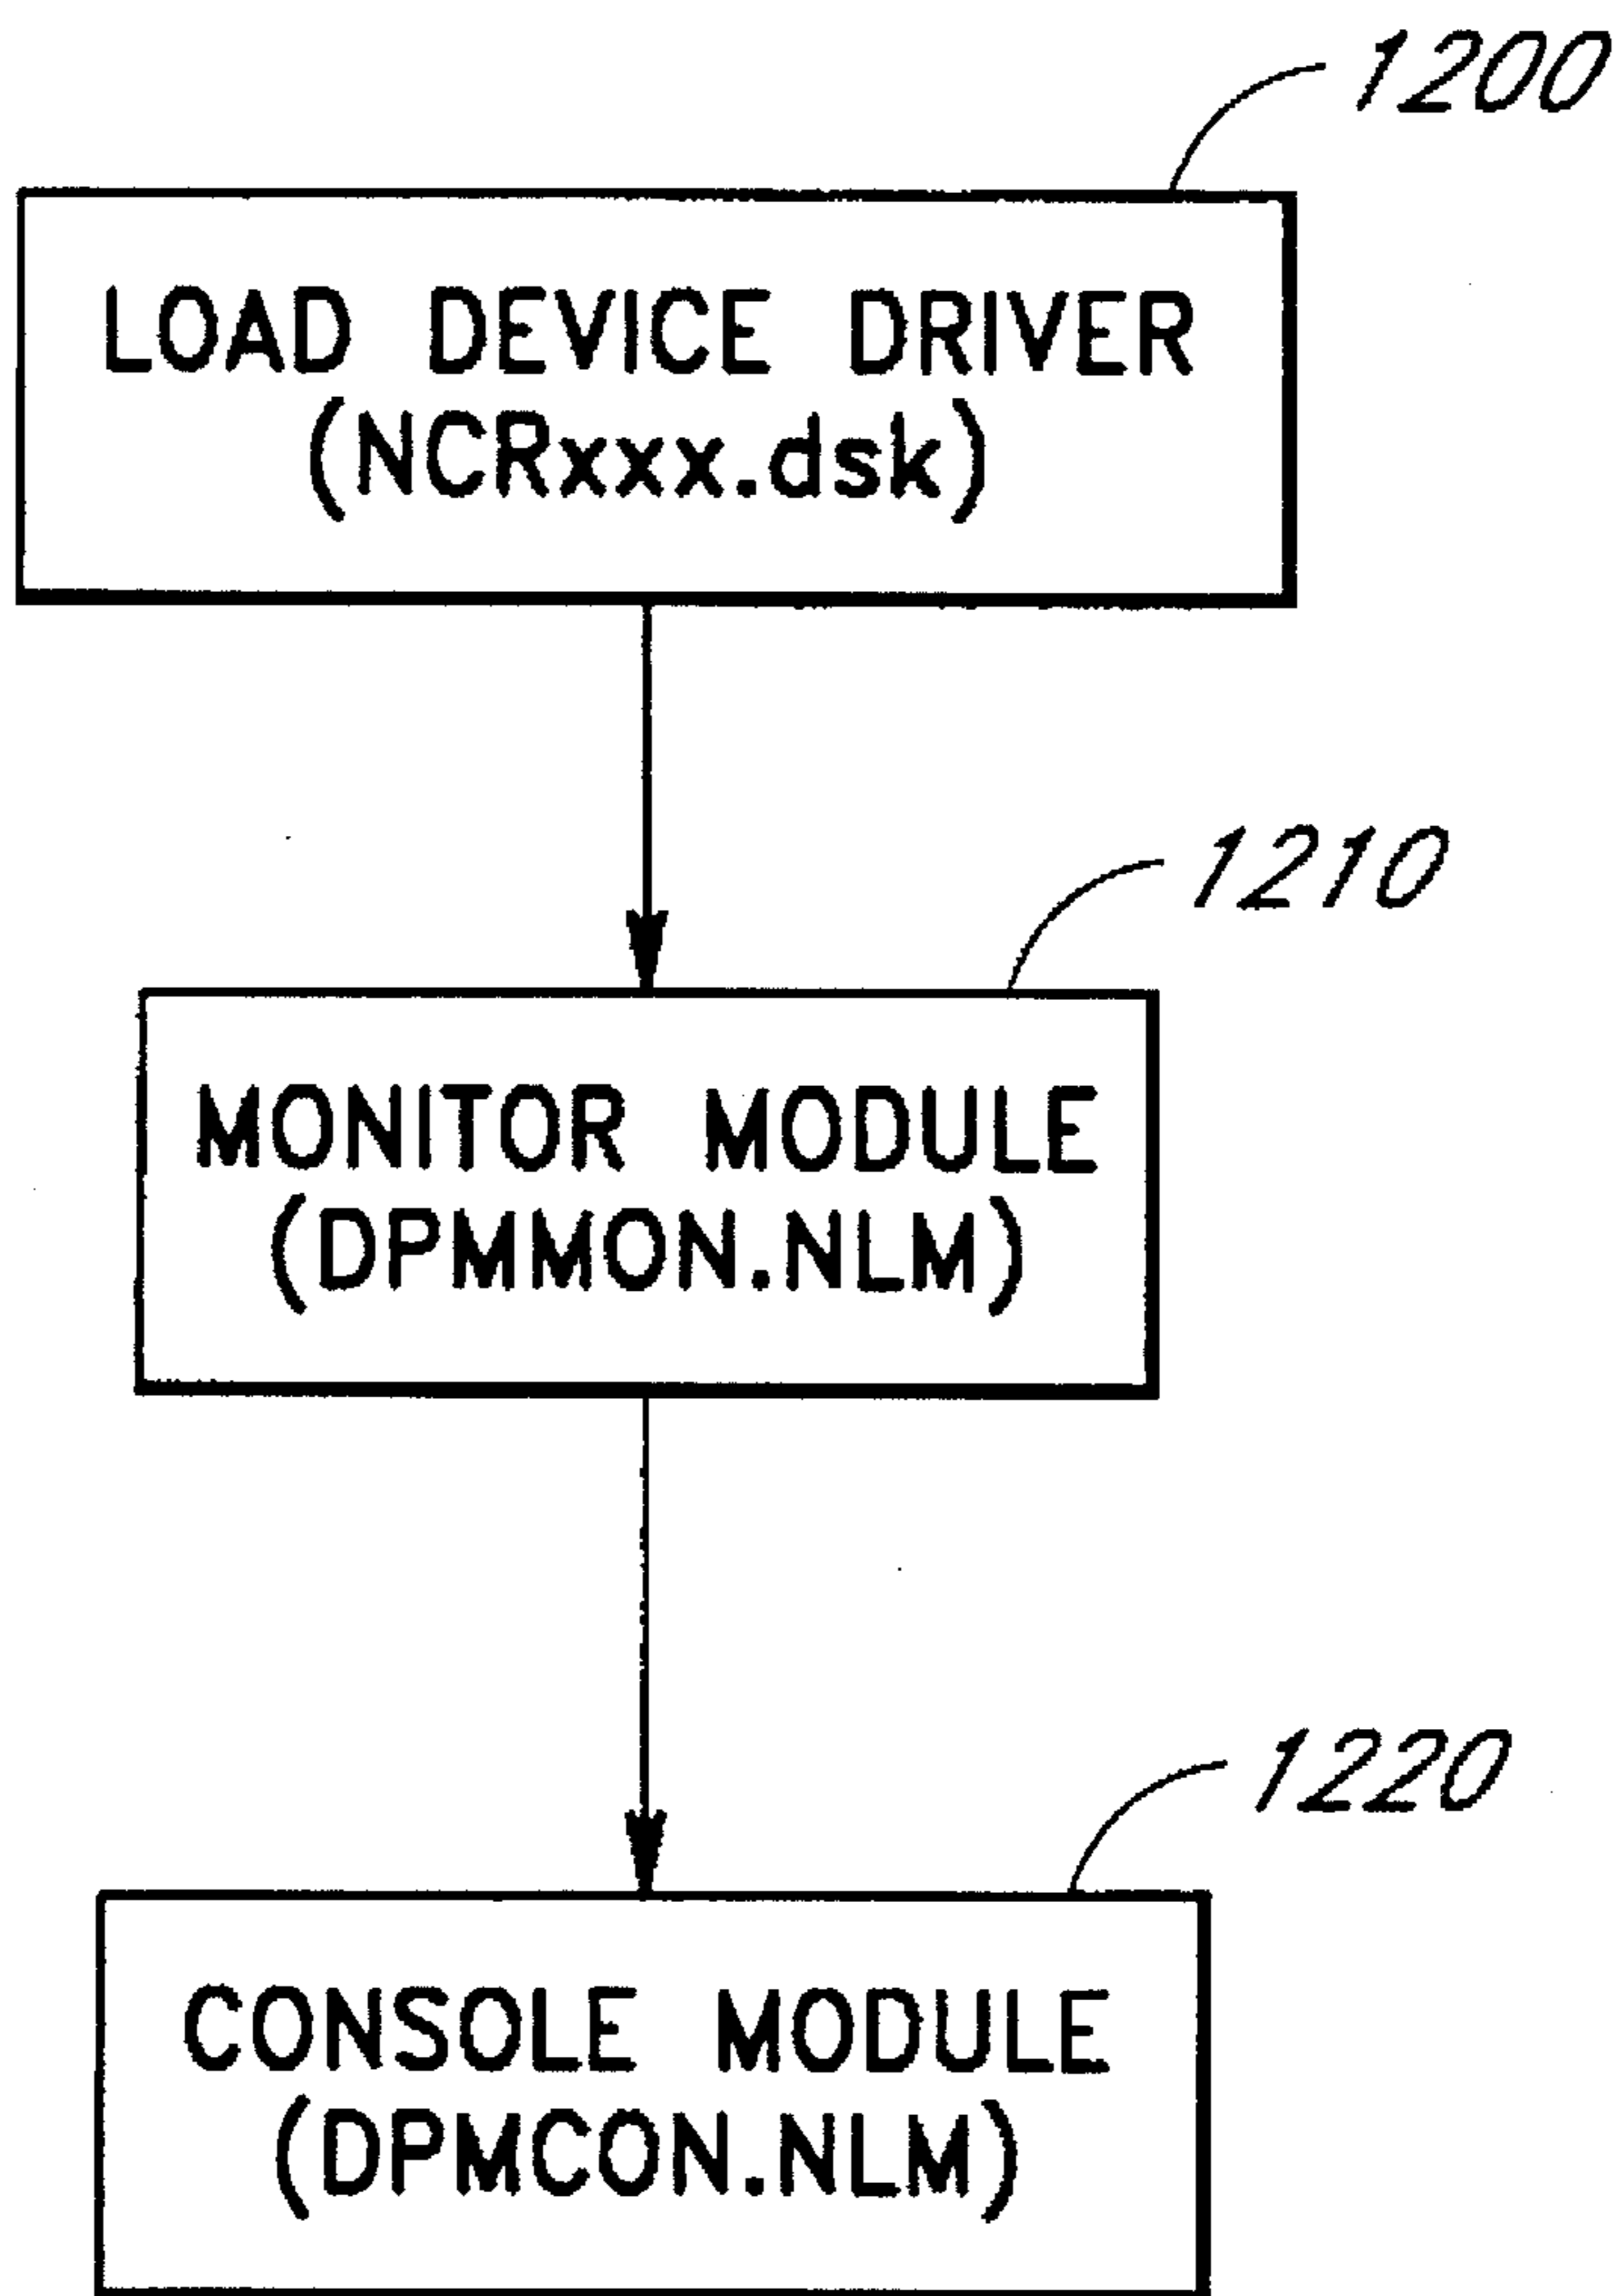 1200
LOAD DEVICE DRIVER
(NCRxxx.dsk)
1210
MONITOR MODULE
(DPMMON.NLM)
1220
CONSOLE MODULE
(DPMCON.NLM)